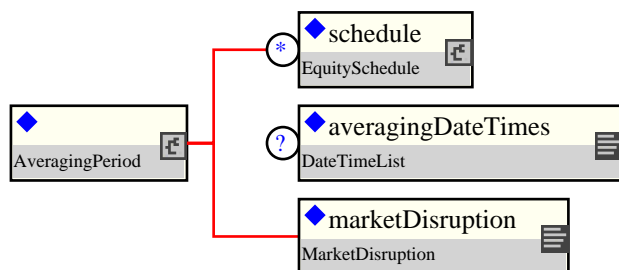 *
schedule
EquitySchedule
AveragingPeriod
?
averagingDateTimes
DateTimeList
marketDisruption
MarketDisruption